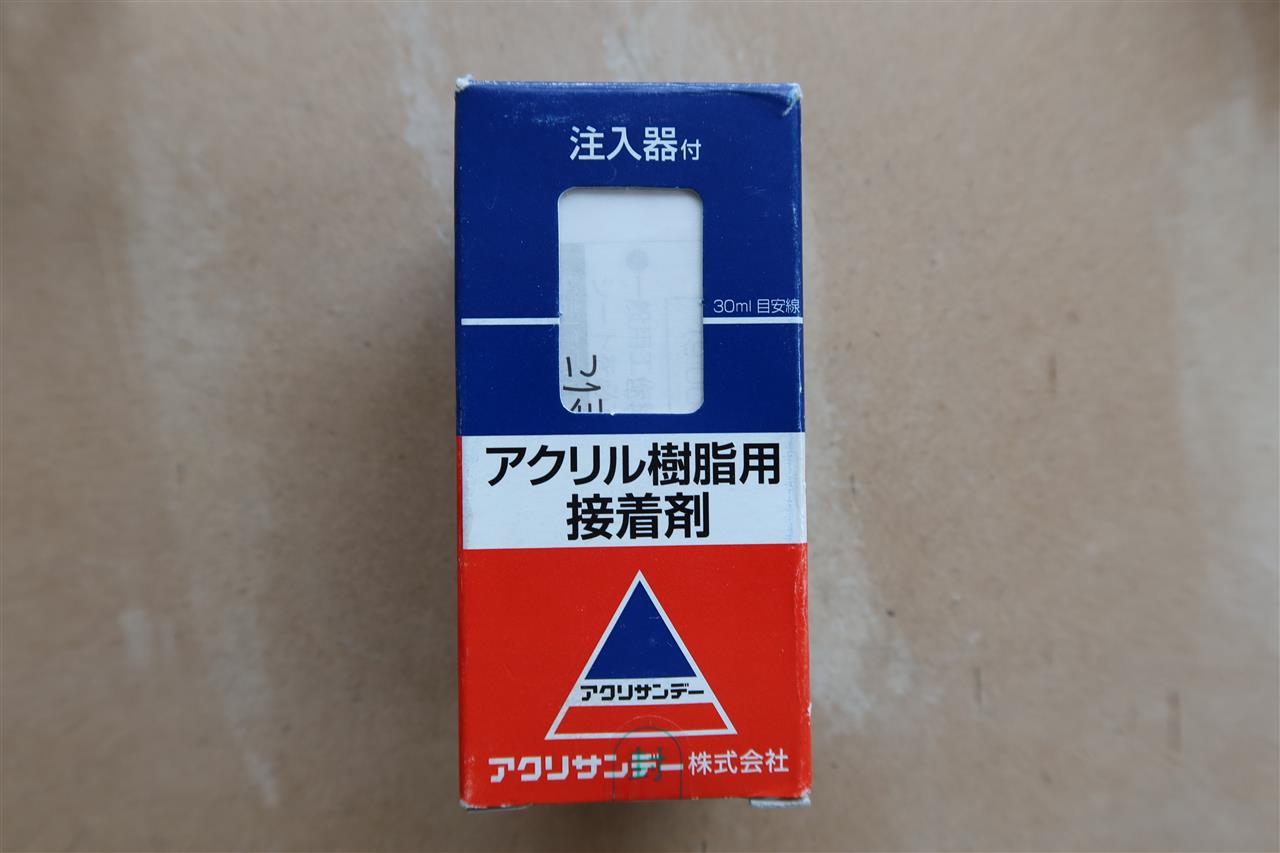 注入器付
30ml 目安線
アクリル樹脂用
接着剤
アクリサンデー
アクリサンデー株式会社
封